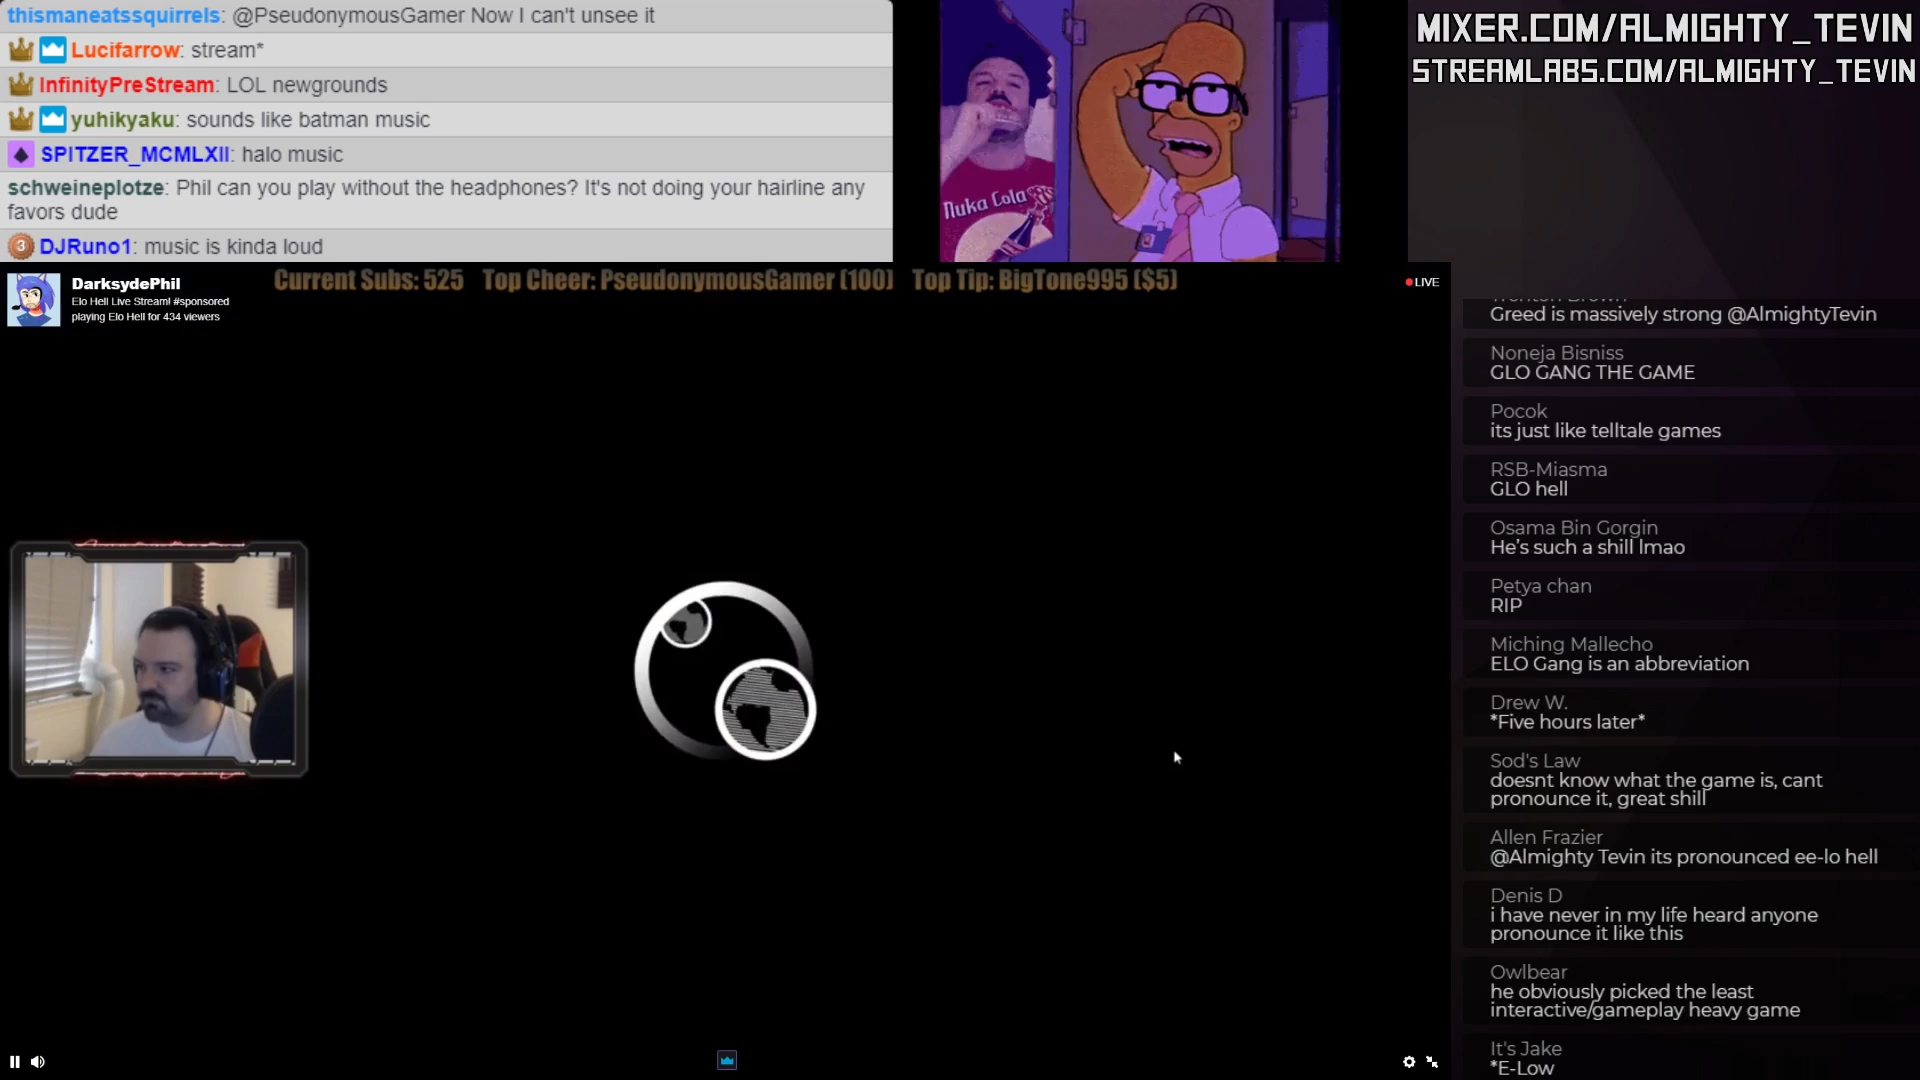 thismaneatssquirrels: @PseudonymousGamer Now I can't unsee it
Lucifarrow: stream*
InfinityPreStream: LOL newgrounds
yuhikyaku: sounds like batman music
SPITZER_MCMLXII: halo music
schweineplotze: Phil can you play without the headphones? It's not doing your hairline any
favors dude
3 DJRuno1: music is kinda loud
Nuka Cola
MIXER.COM/ALMIGHTY_TEVIN
STREAMLABS.COM/ALMIGHTY_TEVIN
DarksydePhil
Elo Hell Live Stream! #sponsored
playing Elo Hell for 434 viewers
Current Subs: 525 Top Cheer: PseudonymousGamer (100) Top Tip: BigTone995 ($5)
LIVE
Trenton Brown
Greed is massively strong @AlmightyTevin
Noneja Bisniss
GLO GANG THE GAME
Pocok
its just like telltale games
RSB-Miasma
GLO hell
Osama Bin Gorgin
He's such a shill lmao
Petya chan
RIP
Miching Mallecho
ELO Gang is an abbreviation
Drew W.
*Five hours later*
Sod's Law
doesnt know what the game is, cant
pronounce it, great shill
Allen Frazier
@Almighty Tevin its pronounced ee-lo hell
Denis D
i have never in my life heard anyone
pronounce it like this
Owlbear
he obviously picked the least
interactive/gameplay heavy game
It's Jake
*E-Low